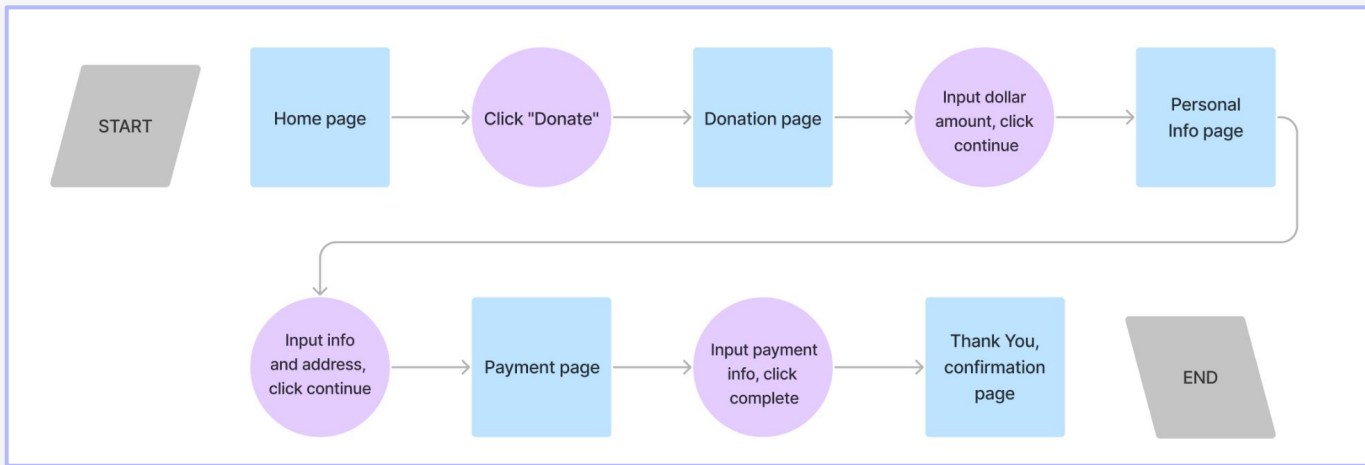 START
Home page
Click "Donate"
Donation page
Input dollar
amount, click
continue
Personal
Info page
Input info
and address,
click continue
Payment page
Input payment
info, click
complete
Thank You,
confirmation
page
END